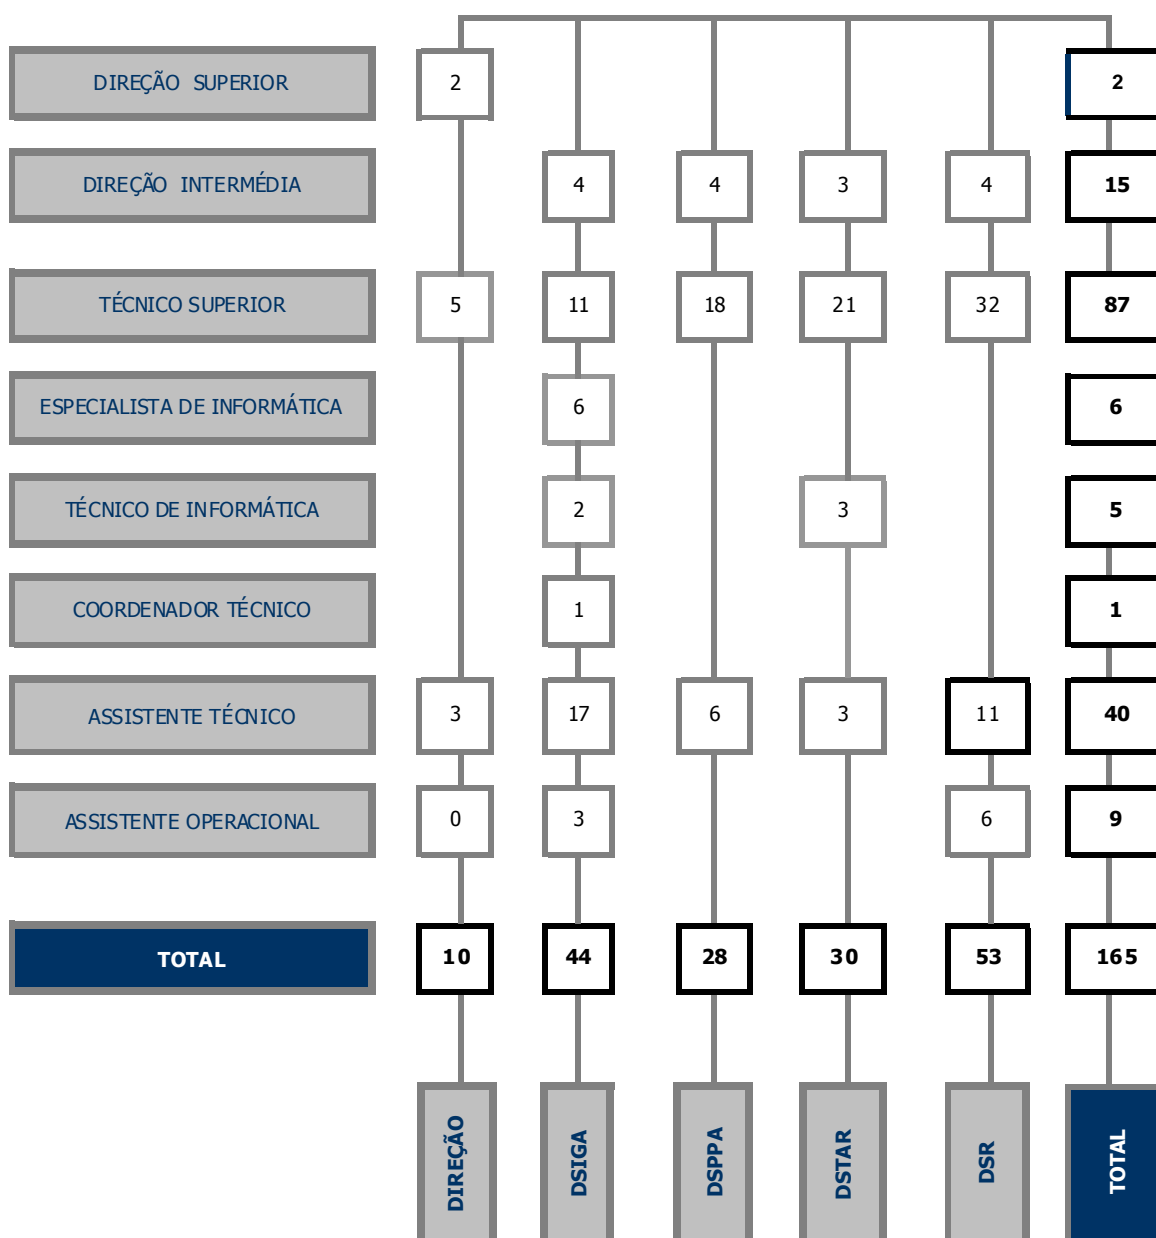 DIREÇÃO SUPERIOR 2 2
DIREÇÃO INTERMÉDIA 4 4 3 4 15
TÉCNICO SUPERIOR 5 11 18 21 32 87
ESPECIALISTA DE INFORMÁTICA 6 6
TÉCNICO DE INFORMÁTICA 2 3 5
COORDENADOR TÉCNICO 1 1
ASSISTENTE TÉCNICO 3 17 6 3 11 40
ASSISTENTE OPERACIONAL 0 3 6 9
TOTAL 10 44 28 30 53 165
DIREÇÃO DSIGA DSPPA DSTAR DSR TOTAL